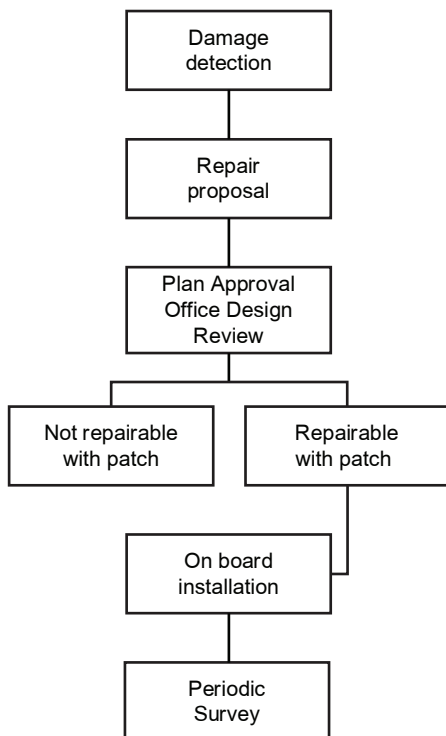 Damage
detection
Repair
proposal
Plan Approval
Office Design
Review
Not repairable
with patch
Repairable
with patch
On board
installation
Periodic
Survey